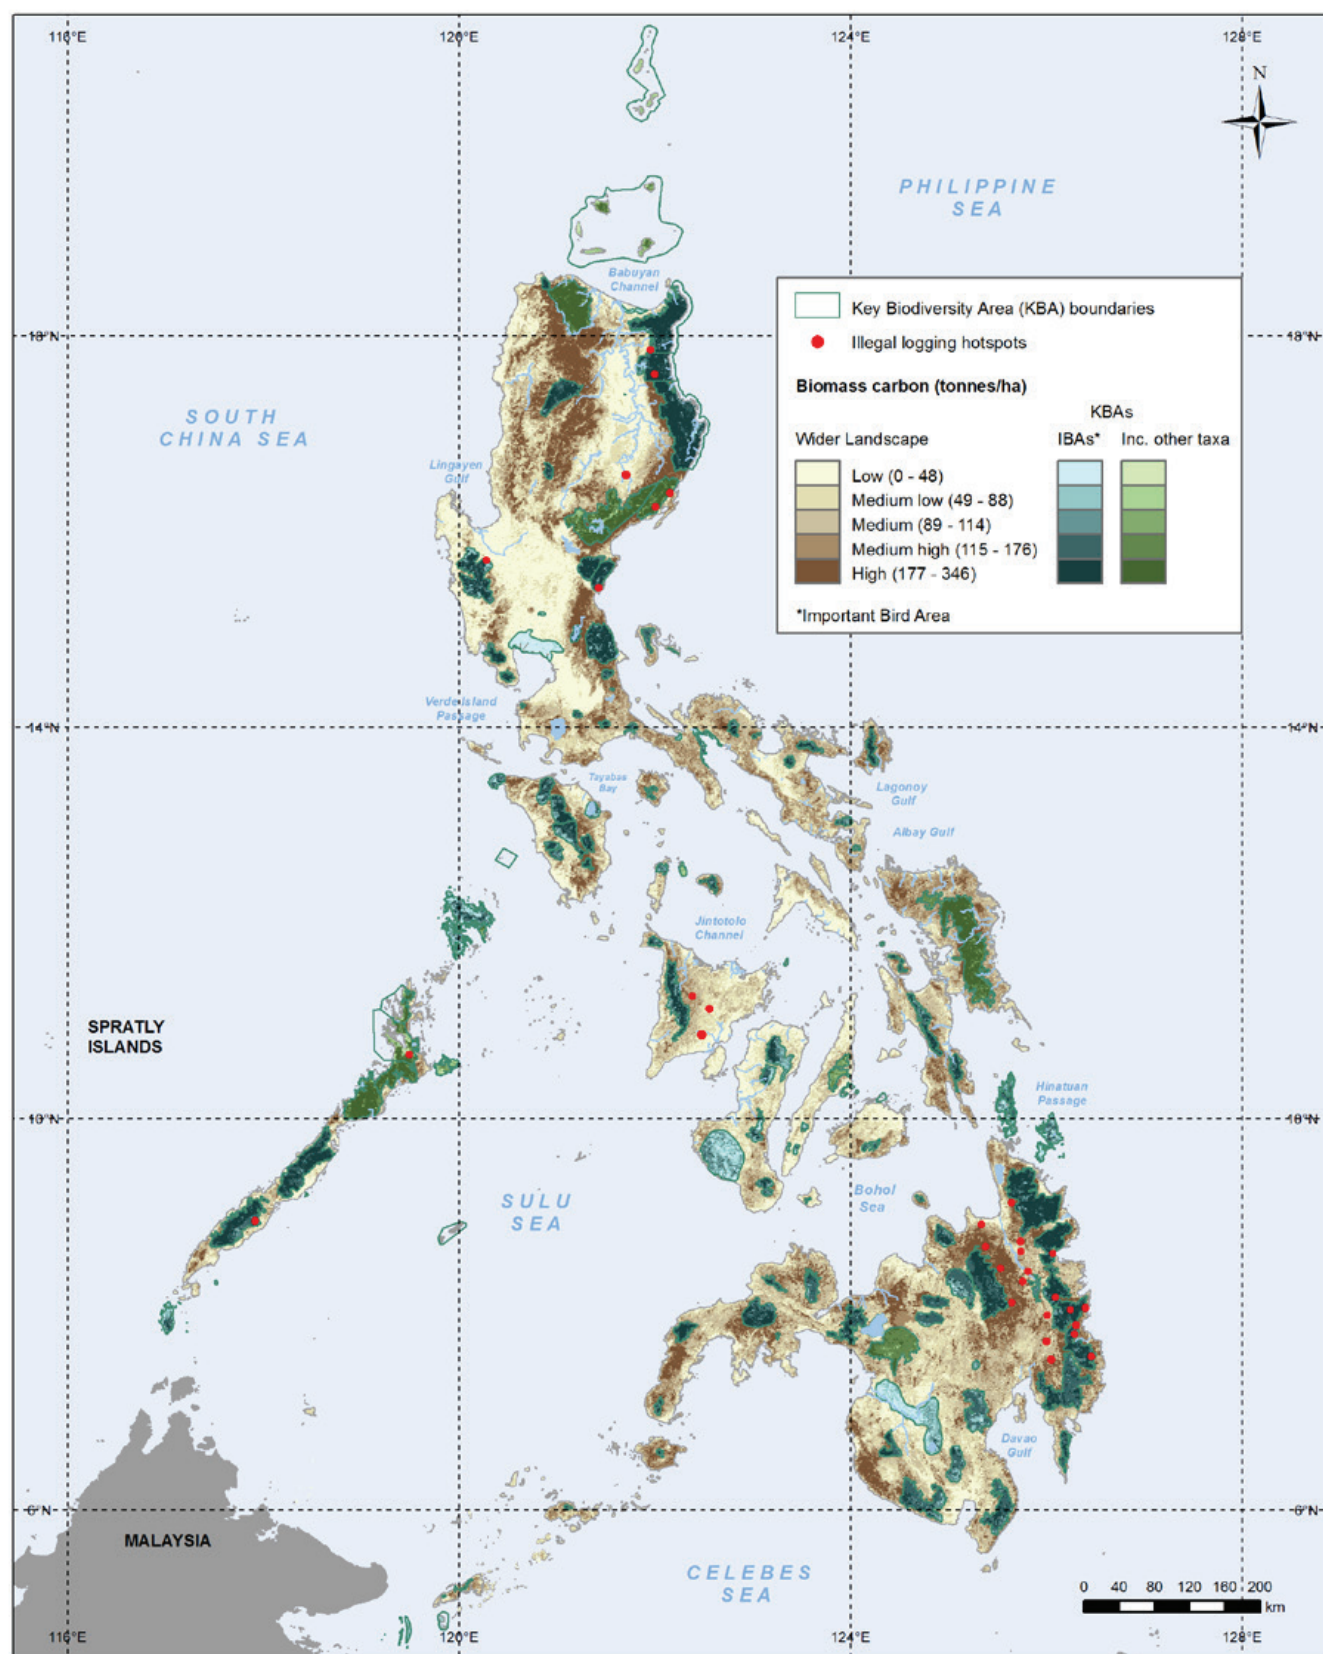 116°E
120°E
124°E
128°E
N
PHILIPPINE
SEA
Babuyan
Channel
Key Biodiversity Area (KBA) boundaries
Illegal logging hotspots
Biomass carbon (tonnes/ha)
KBAs
Wider Landscape
IBAs*
Inc. other taxa
Low (0 - 48)
Medium low (49 - 88)
Medium (89 - 114)
Medium high (115 - 176)
High (177 - 346)
*Important Bird Area
18°N
18°N
SOUTH
CHINA SEA
Lingayen
Gulf
Verde Island
Passage
14°N
14°N
Tayabas
Bay
Lagonoy
Gulf
Albay Gulf
Jintotolo
Channel
SPRATLY
ISLANDS
Hinatuan
Passage
10°N
10°N
SULU
SEA
Bohol
Sea
Davao
Gulf
6°N
6°N
MALAYSIA
CELEBES
SEA
0 40 80 120 160 200
km
116°E
120°E
124°E
128°E